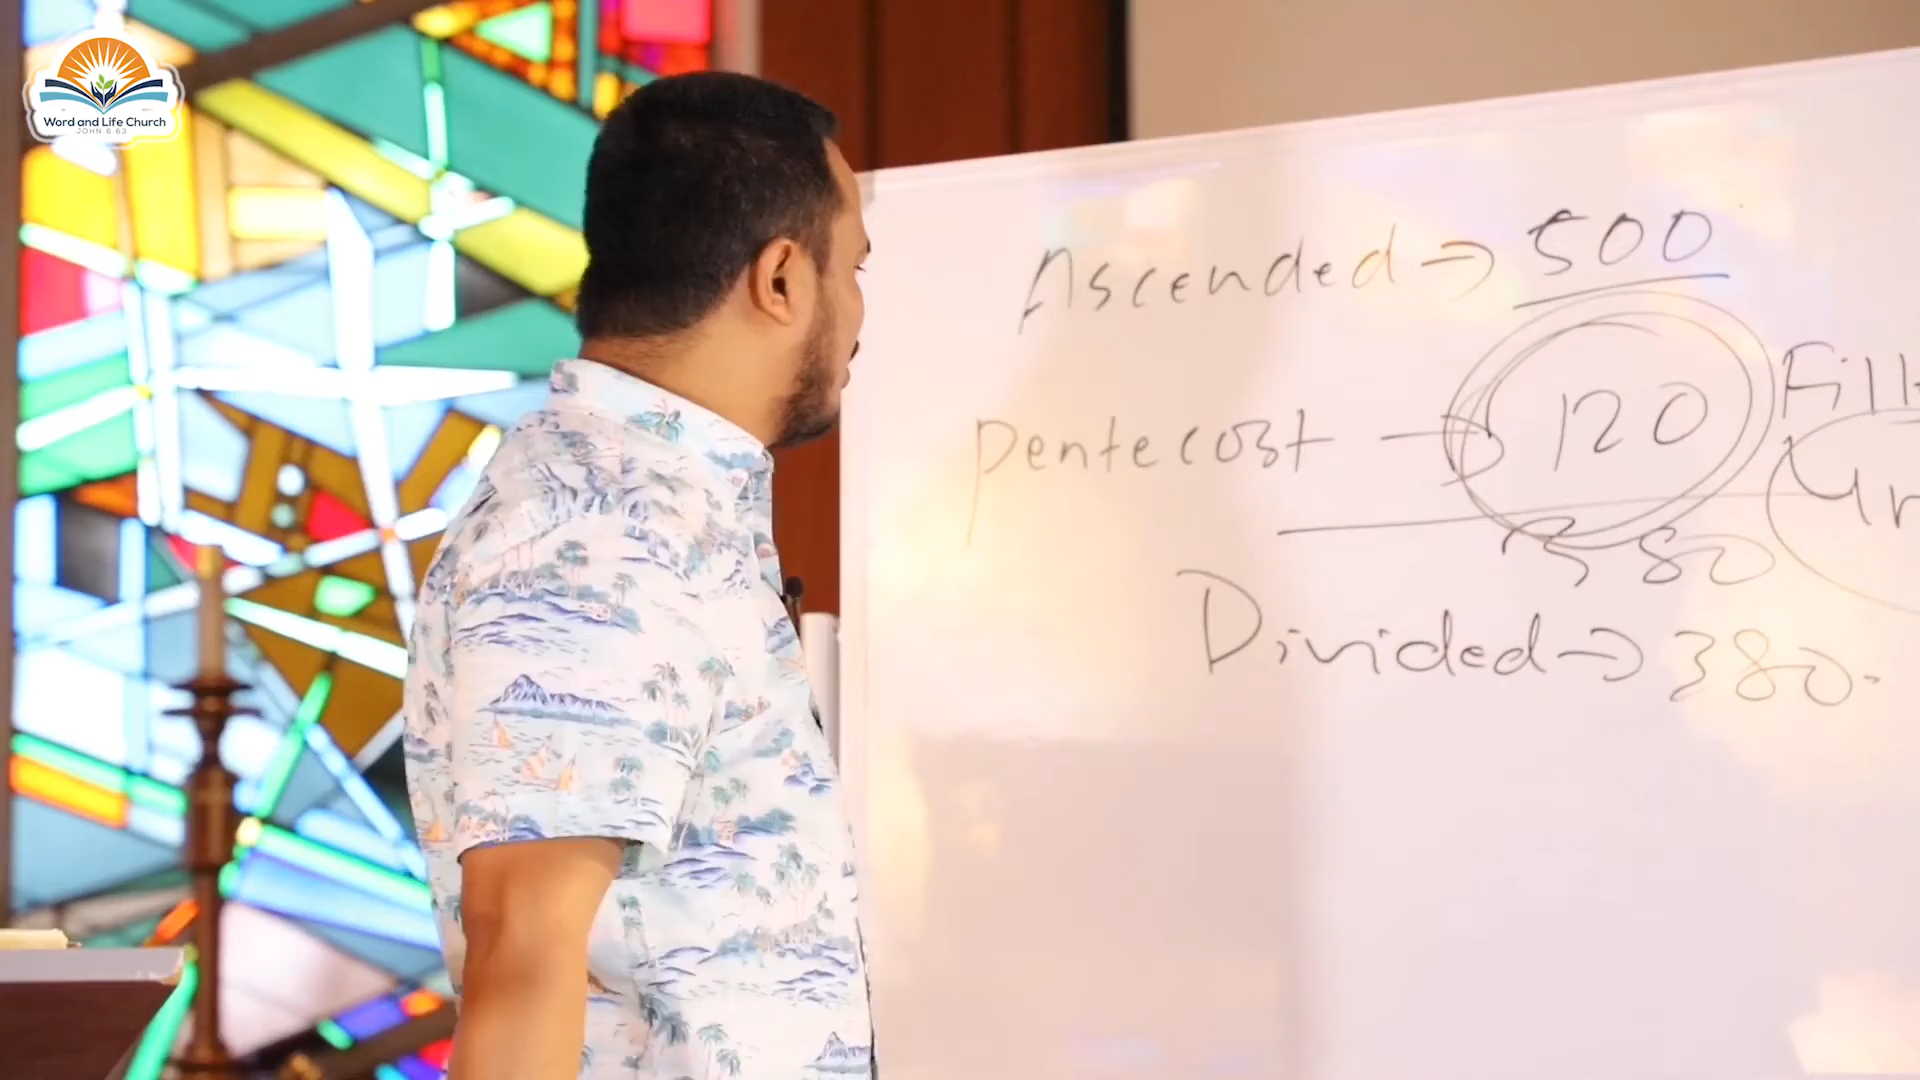 Word and Life Church
JOHN 6:63
Ascended → 500
Pentecost → 120
380
Divided → 380